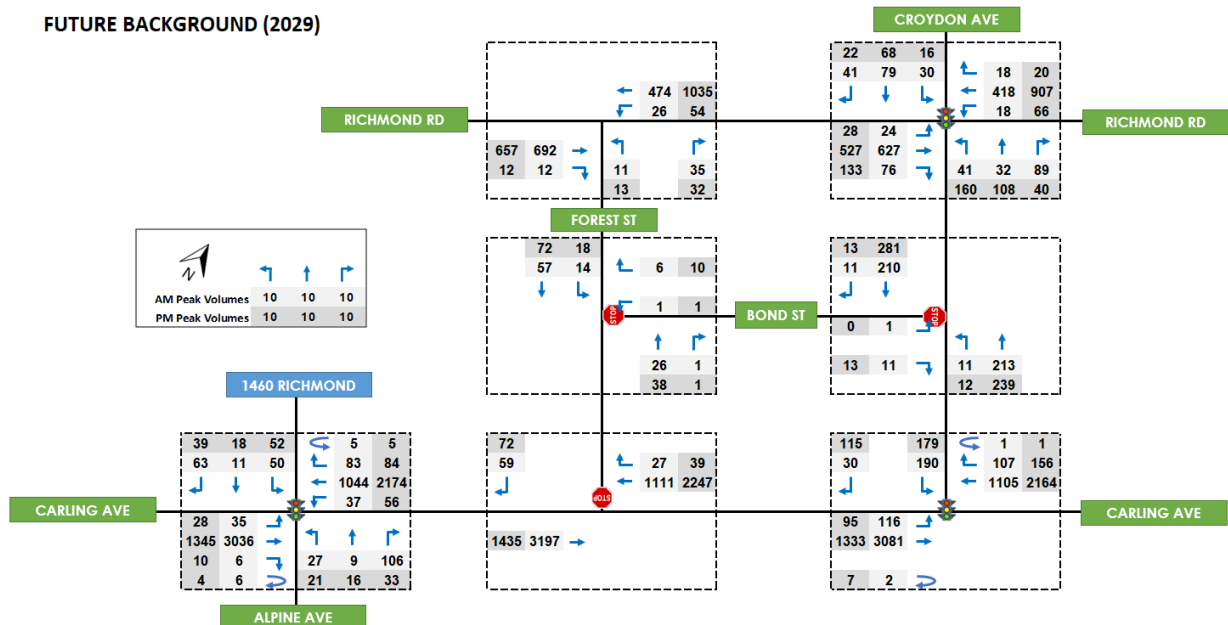 FUTURE BACKGROUND (2029)
CROYDON AVE
22 68 16
474 1035 41 79 30 18 20
418 907
26 54 18 66
RICHMOND RD RICHMOND RD
28 24
657 692 527 627
12 12 11 35 133 76 41 32 89
13 32 160 108 40
FOREST ST
72 18 13 281
57 14 6 10 11 210
N
AM Peak Volumes 10 10 10
PM Peak Volumes 10 10 10
1 1
STOP BOND ST STOP
0 1
26 1 13 11 11 213
38 1 12 239
1460 RICHMOND
39 18 52 5 5 72 115 179 1 1
63 11 50 83 84 59 27 39 30 190 107 156
1044 2174 1111 2247 1105 2164
37 56
STOP
CARLING AVE CARLING AVE
28 35 95 116
1345 3036 1435 3197 1333 3081
10 6 27 9 106
4 6 21 16 33 7 2
ALPINE AVE